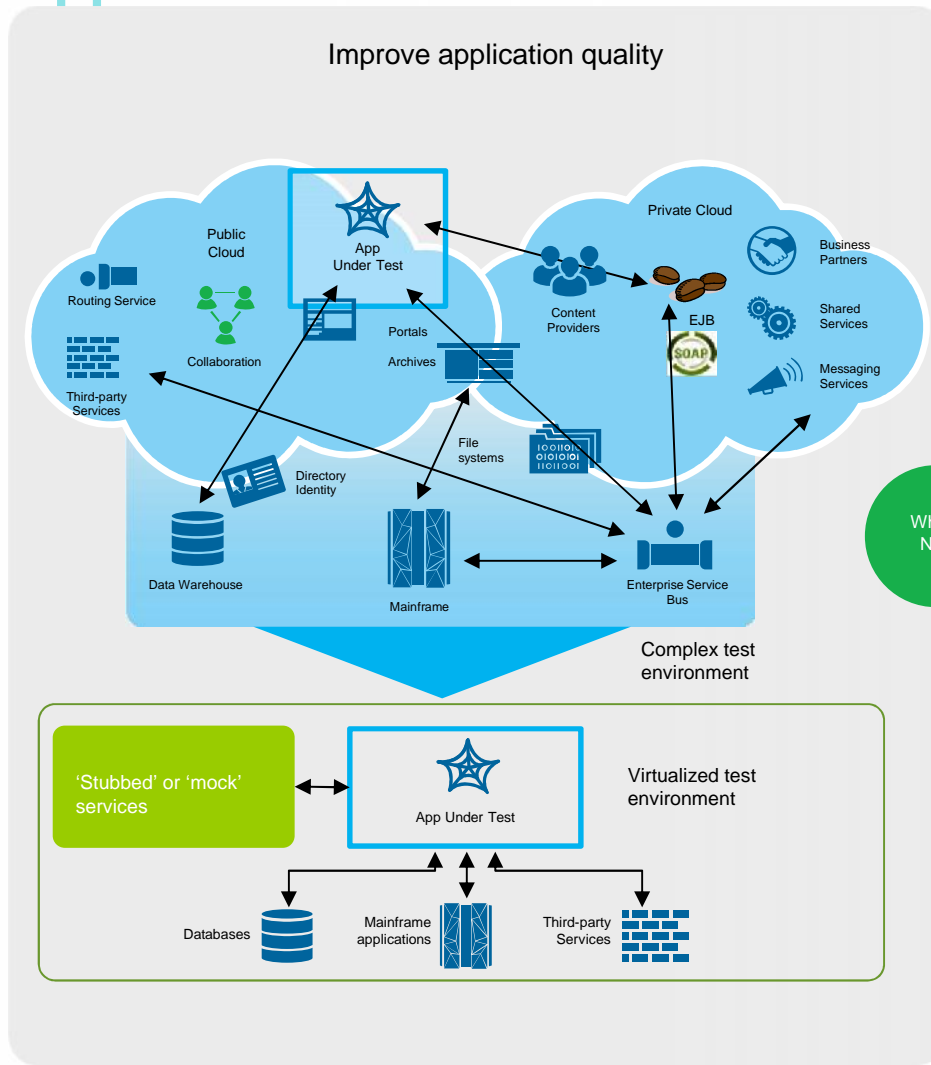 Improve application quality
Public
Cloud
App
Under Test
Private Cloud
Business
Partners
Routing Service
Collaboration
Portals
Archives
Content
Providers
EJB
SOAP
Shared
Services
Messaging
Services
Third-party
Services
File
systems
10011010
0101010I
11011001
Directory
Identity
Data Warehouse
Mainframe
Enterprise Service
Bus
Complex test
environment
'Stubbed' or 'mock'
services
App Under Test
Virtualized test
environment
Databases
Mainframe
applications
Third-party
Services